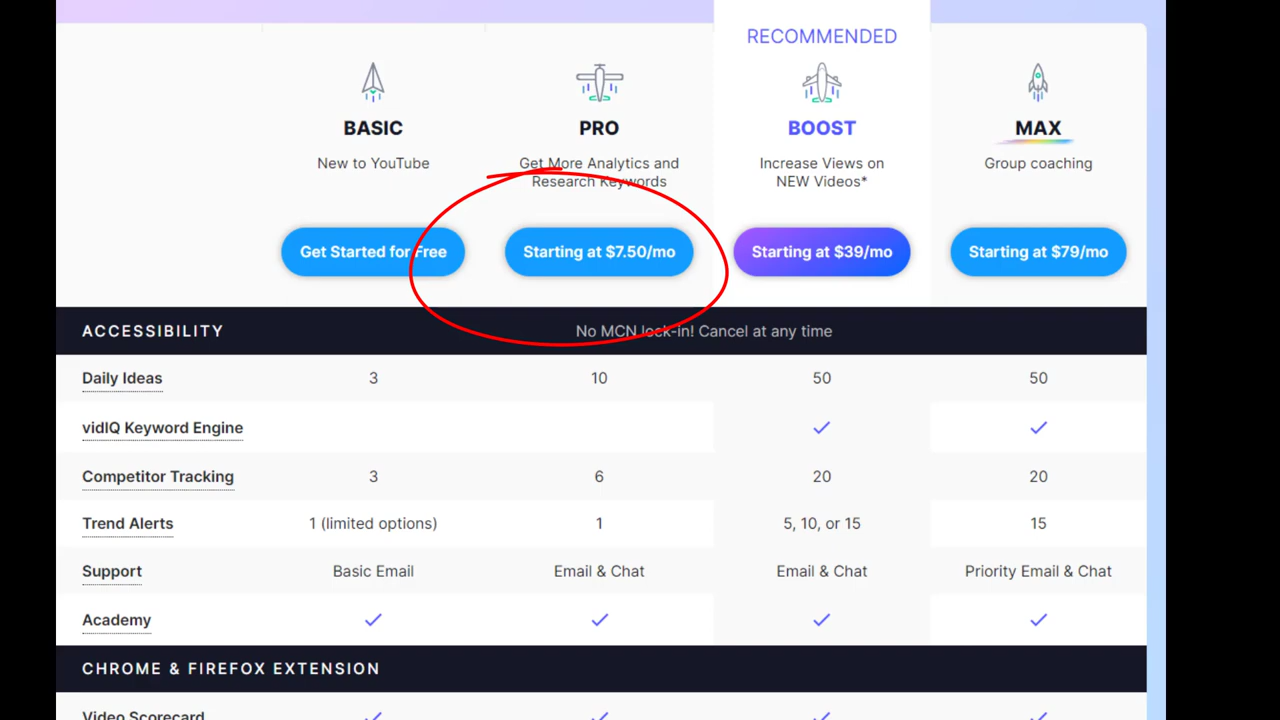 RECOMMENDED
BASIC PRO BOOST MAX
New to YouTube Get More Analytics and Increase Views on Group coaching
Research Keywords NEW Videos*
Get Started for Free Starting at $7.50/mo Starting at $39/mo Starting at $79/mo
ACCESSIBILITY No MCN lock-in! Cancel at any time
Daily Ideas 3 10 50 50
vidIQ Keyword Engine
Competitor Tracking 3 6 20 20
Trend Alerts 1 (limited options) 1 5, 10, or 15 15
Support Basic Email Email & Chat Email & Chat Priority Email & Chat
Academy
CHROME & FIREFOX EXTENSION
Video Scorecard